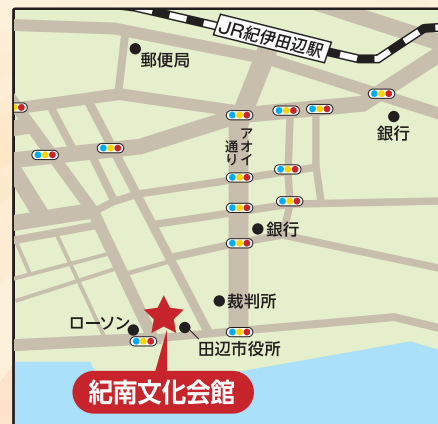 JR紀伊田辺駅
郵便局
銀行
アオイ
通り
銀行
裁判所
ローソン
田辺市役所
紀南文化会館